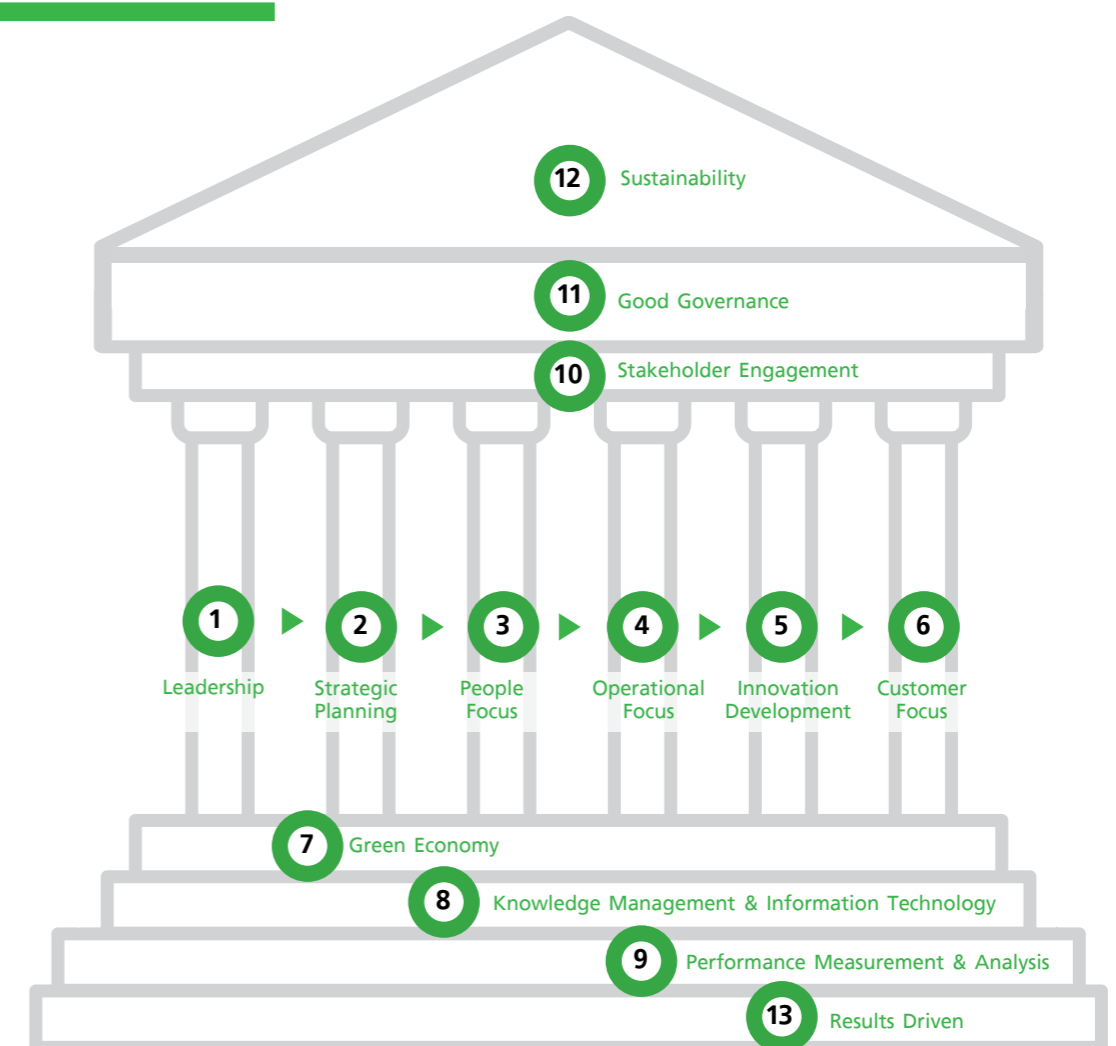 12 Sustainability
11 Good Governance
10 Stakeholder Engagement
1 2 3 4 5 6
Leadership Strategic People Operational Innovation Customer
Planning Focus Focus Development Focus
7 Green Economy
8 Knowledge Management & Information Technology
9 Performance Measurement & Analysis
13 Results Driven